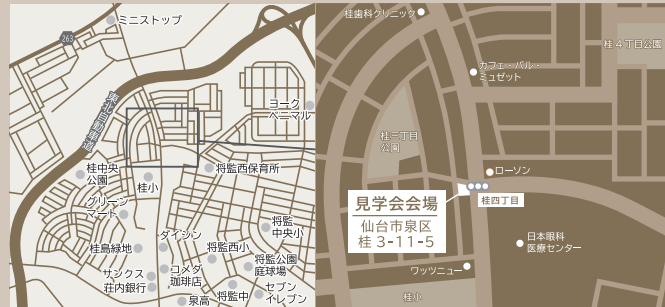 ミニストップ
263
東北自動車道
ヨーク
ベニマル
桂中央
公園
桂小
将監西保育所
グリーン
マート
将監
中央小
桂島緑地
ダイシン
将監西小
コメダ
珈琲店
将監公園
庭球場
サンクス
荘内銀行
泉高
将監中
セブン
イレブン
桂歯科クリニック
桂4丁目公園
カフェ・バル・
ミュゼット
桂三丁目
公園
ローソン
見学会会場
仙台市泉区
桂 3-11-5
桂四丁目
日本眼科
医療センター
ワッツニュー
桂小